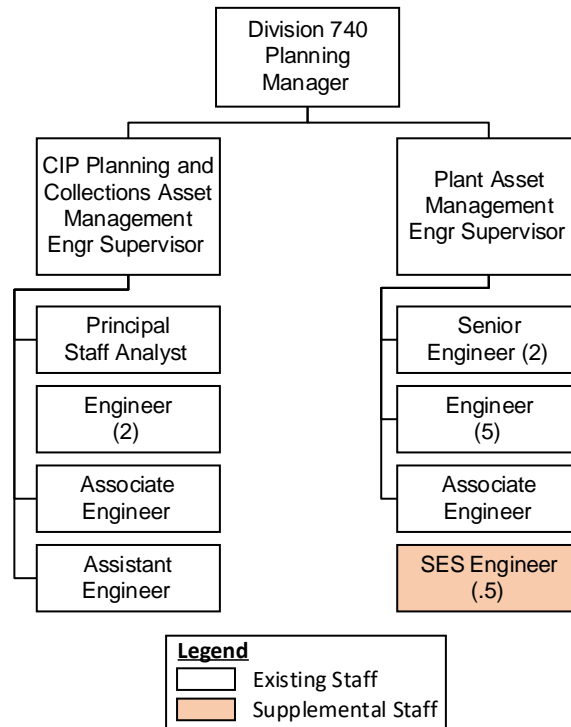 Division 740
Planning
Manager
CIP Planning and
Collections Asset
Management
Engr Supervisor
Principal
Staff Analyst
Engineer
(2)
Associate
Engineer
Assistant
Engineer
Plant Asset
Management
Engr Supervisor
Senior
Engineer (2)
Engineer
(5)
Associate
Engineer
SES Engineer
(.5)
Legend
Existing Staff
Supplemental Staff